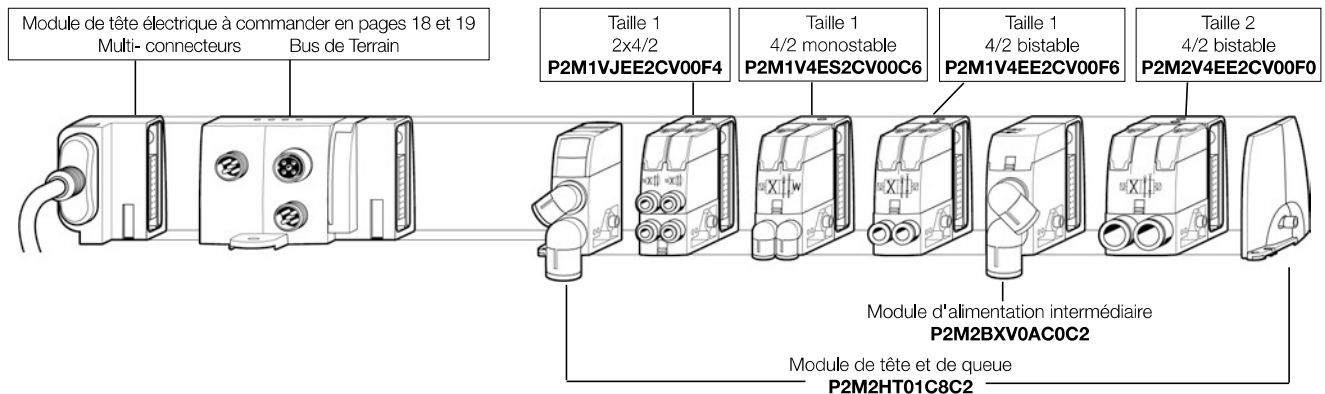 Module de tête électrique à commander en pages 18 et 19
Multi- connecteurs Bus de Terrain
Taille 1
2x4/2
P2M1VJEE2CV00F4
Taille 1
4/2 monostable
P2M1V4ES2CV00C6
Taille 1
4/2 bistable
P2M1V4EE2CV00F6
Taille 2
4/2 bistable
P2M2V4EE2CV00F0
Module d'alimentation intermédiaire
P2M2BXV0AC0C2
Module de tête et de queue
P2M2HT01C8C2